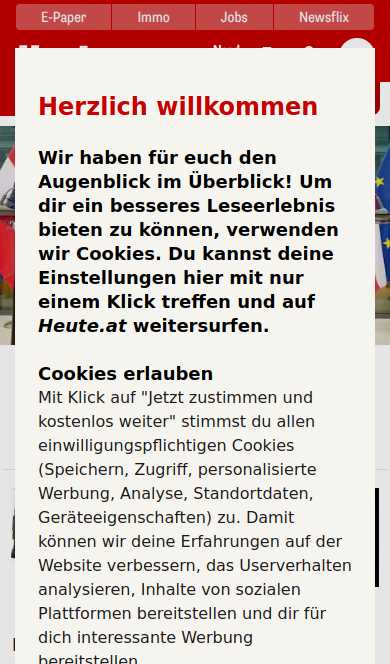 E-Paper
Immo
Jobs
Newsflix
Herzlich willkommen
Wir haben für euch den
Augenblick im Überblick! Um
dir ein besseres Leseerlebnis
bieten zu können, verwenden
wir Cookies. Du kannst deine
Einstellungen hier mit nur
einem Klick treffen und auf
Heute.at weitersurfen.
Cookies erlauben
Mit Klick auf "Jetzt zustimmen und
kostenlos weiter" stimmst du allen
einwilligungspflichtigen Cookies
(Speichern, Zugriff, personalisierte
Werbung, Analyse, Standortdaten,
Geräteeigenschaften) zu. Damit
können wir deine Erfahrungen auf der
Website verbessern, das Userverhalten
analysieren, Inhalte von sozialen
Plattformen bereitstellen und dir für
dich interessante Werbung
bereitstellen